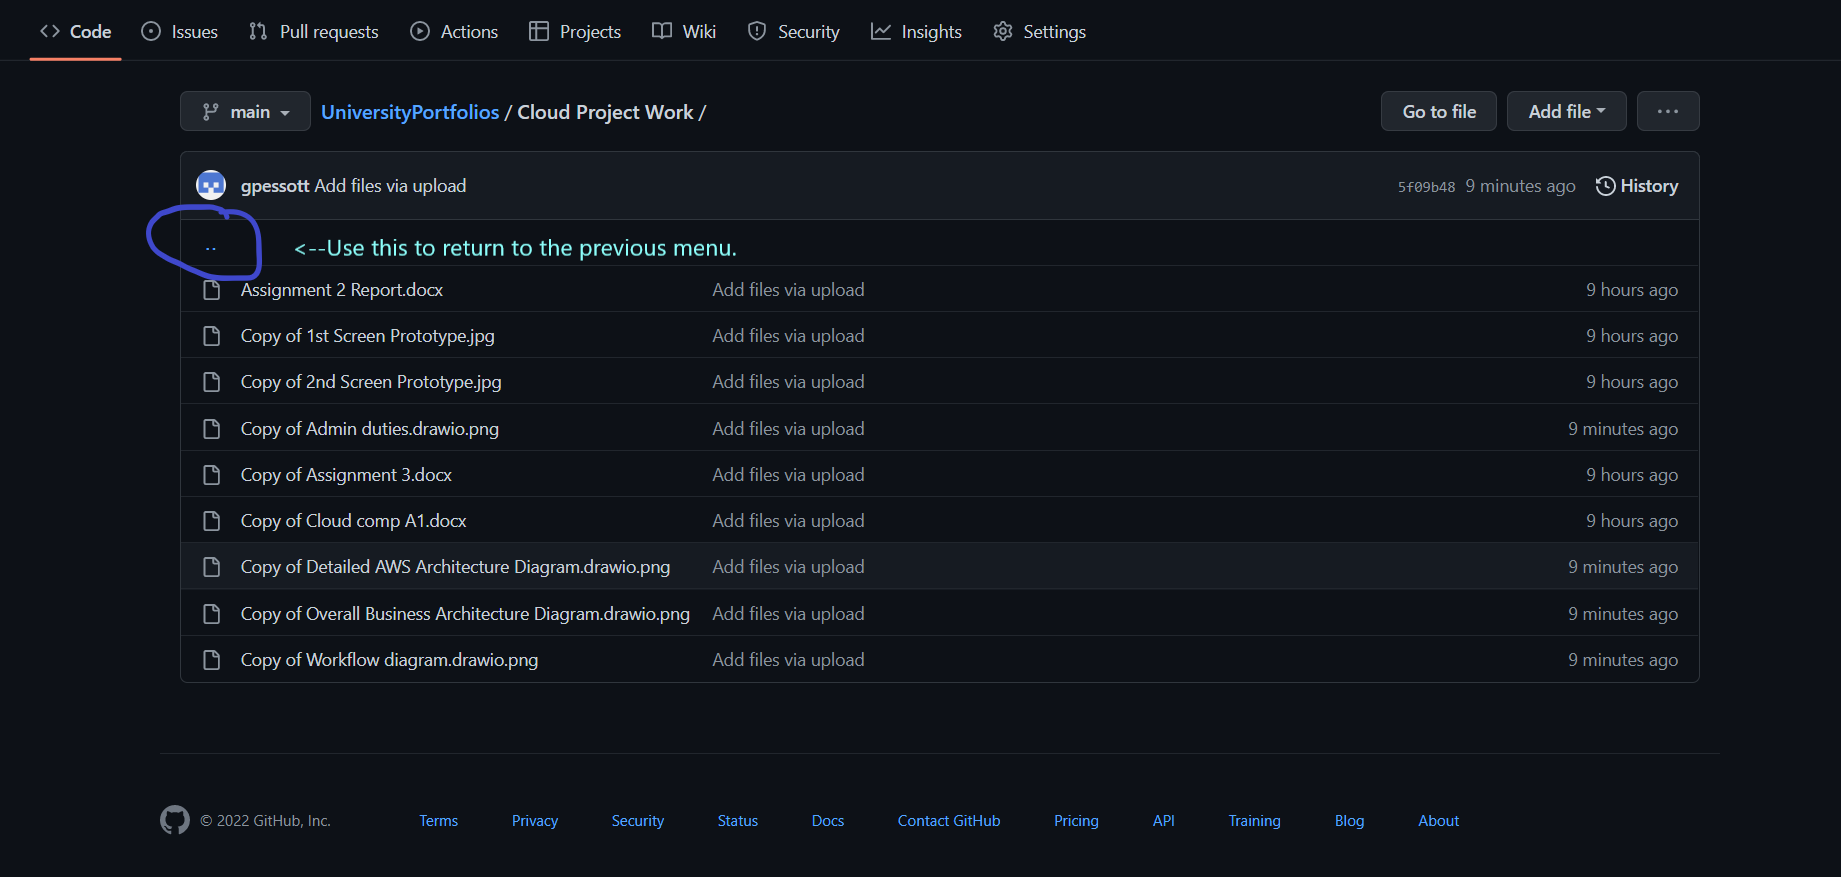 Code Issues Pull requests Actions Projects Wiki Security Insights Settings
main UniversityPortfolios / Cloud Project Work / Go to file Add file ...
gpessott Add files via upload 5f09b48 9 minutes ago History
.. <--Use this to return to the previous menu.
Assignment 2 Report.docx Add files via upload 9 hours ago
Copy of 1st Screen Prototype.jpg Add files via upload 9 hours ago
Copy of 2nd Screen Prototype.jpg Add files via upload 9 hours ago
Copy of Admin duties.drawio.png Add files via upload 9 minutes ago
Copy of Assignment 3.docx Add files via upload 9 hours ago
Copy of Cloud comp A1.docx Add files via upload 9 hours ago
Copy of Detailed AWS Architecture Diagram.drawio.png Add files via upload 9 minutes ago
Copy of Overall Business Architecture Diagram.drawio.png Add files via upload 9 minutes ago
Copy of Workflow diagram.drawio.png Add files via upload 9 minutes ago
© 2022 GitHub, Inc. Terms Privacy Security Status Docs Contact GitHub Pricing API Training Blog About